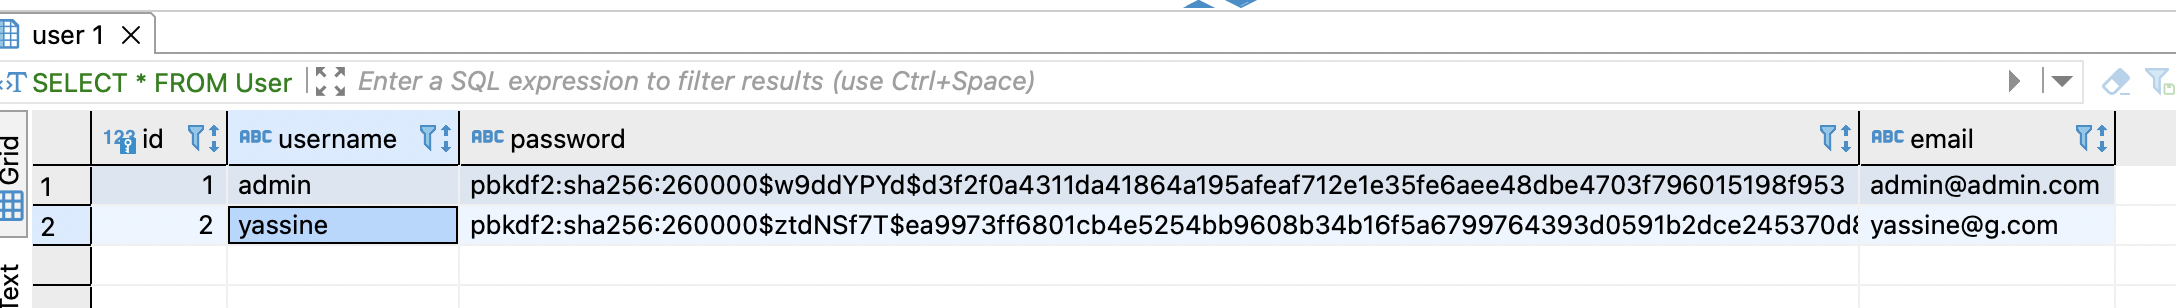 user 1
SELECT * FROM User Enter a SQL expression to filter results (use Ctrl+Space)
Grid
Text
123 id ABC username ABC password ABC email
1 1 admin pbkdf2:sha256:260000$w9ddYPYd$d3f2f0a4311da41864a195afeaf712e1e35fe6aee48dbe4703f796015198f953 admin@admin.com
2 2 yassine pbkdf2:sha256:260000$ztdNSf7T$ea9973ff6801cb4e5254bb9608b34b16f5a6799764393d0591b2dce245370d8 yassine@g.com